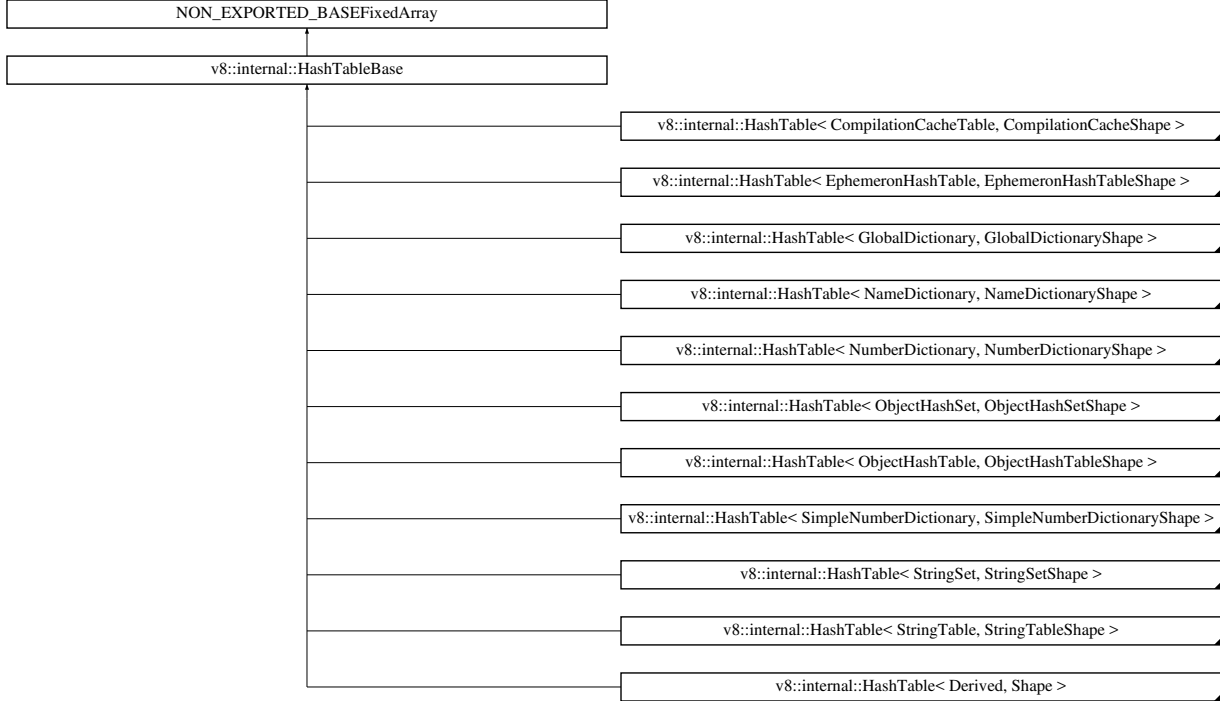 NON_EXPORTED_BASEFixedArray
v8::internal::HashTableBase
v8::internal::HashTable< CompilationCacheTable, CompilationCacheShape >
v8::internal::HashTable< EphemeronHashTable, EphemeronHashTableShape >
v8::internal::HashTable< GlobalDictionary, GlobalDictionaryShape >
v8::internal::HashTable< NameDictionary, NameDictionaryShape >
v8::internal::HashTable< NumberDictionary, NumberDictionaryShape >
v8::internal::HashTable< ObjectHashSet, ObjectHashSetShape >
v8::internal::HashTable< ObjectHashTable, ObjectHashTableShape >
v8::internal::HashTable< SimpleNumberDictionary, SimpleNumberDictionaryShape >
v8::internal::HashTable< StringSet, StringSetShape >
v8::internal::HashTable< StringTable, StringTableShape >
v8::internal::HashTable< Derived, Shape >